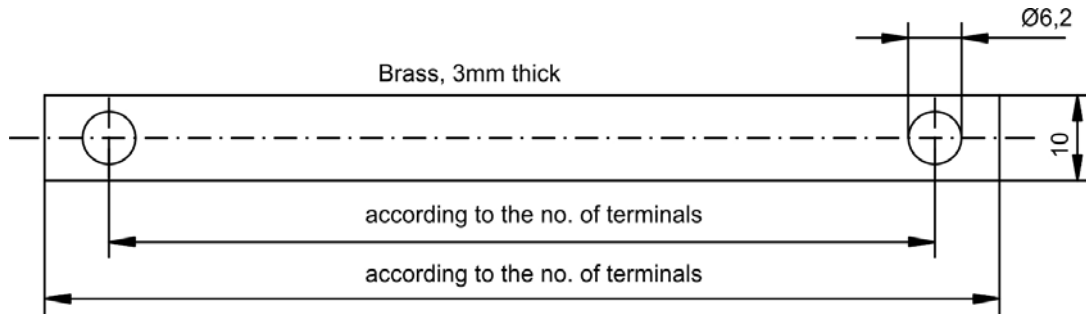 Ø6,2
Brass, 3mm thick
10
according to the no. of terminals
according to the no. of terminals